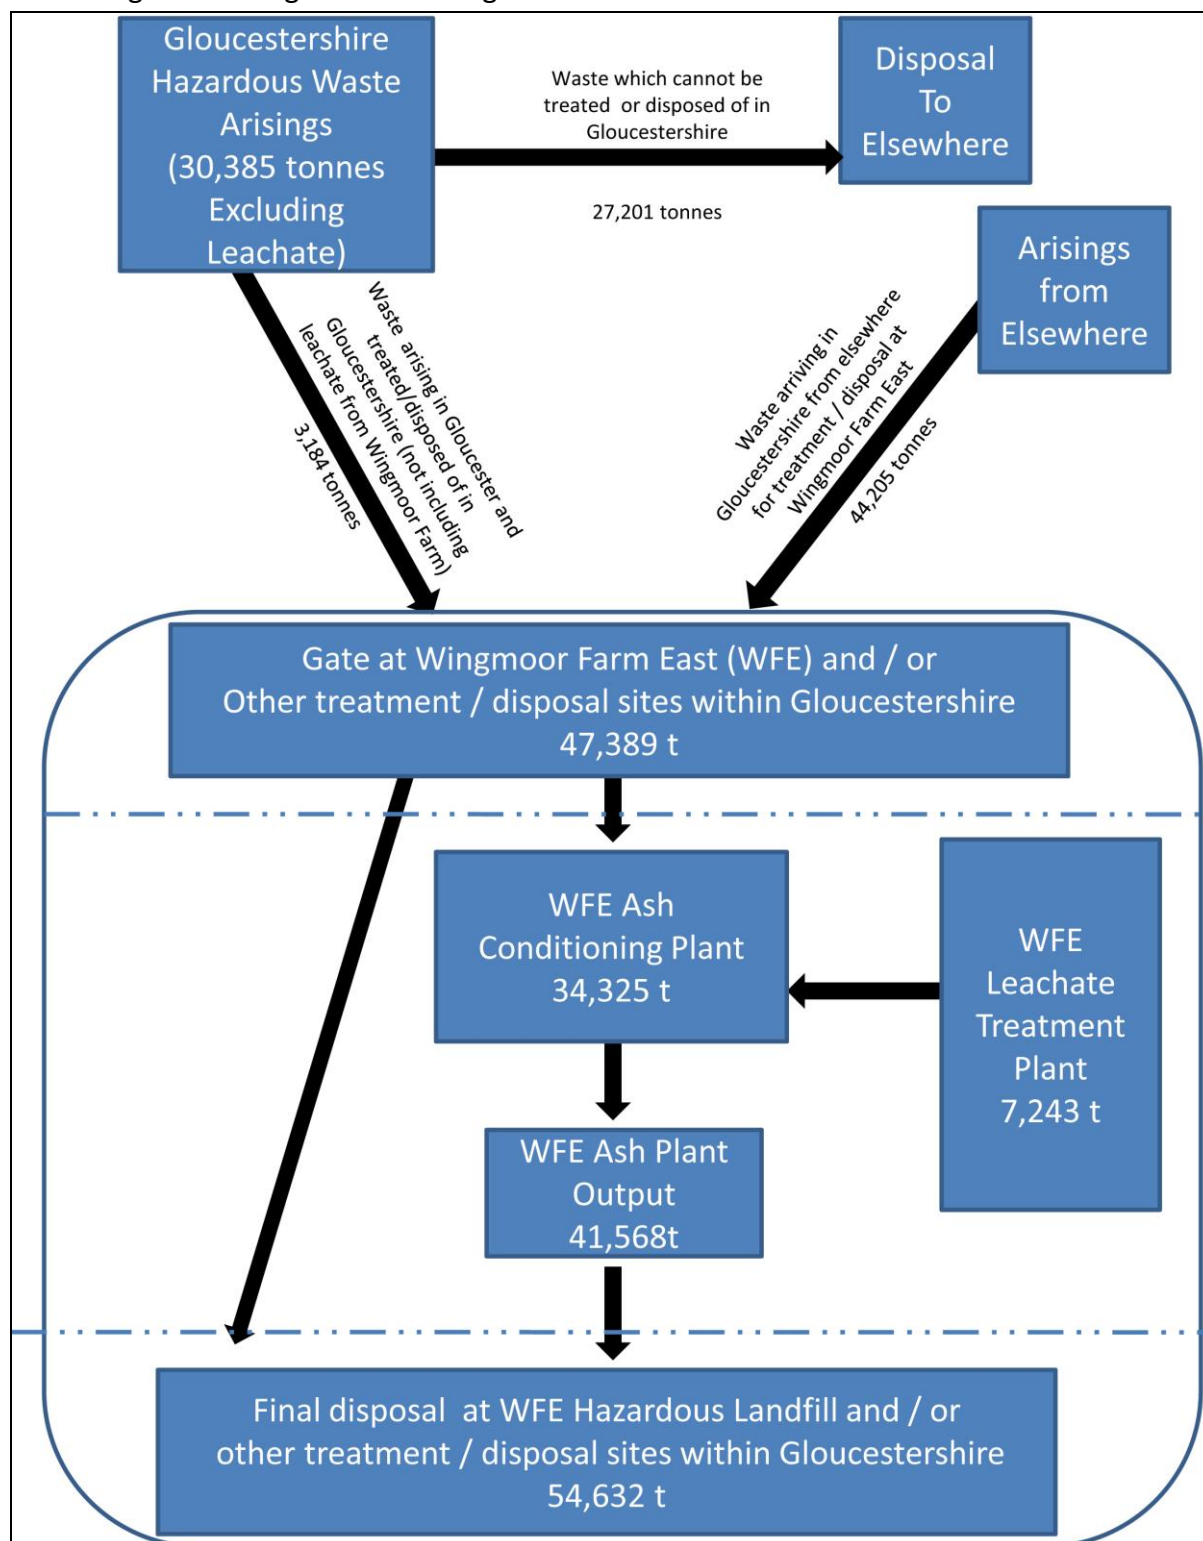 Gloucestershire
Hazardous Waste
Arisings
(30,385 tonnes
Excluding
Leachate)
Waste which cannot be
treated  or disposed of in
Gloucestershire
27,201 tonnes
Disposal
To
Elsewhere
Arisings
from
Elsewhere
Waste  arising in Gloucester and
treated/disposed of in
Gloucestershire (not including
leachate from Wingmoor Farm)
3,184 tonnes
Waste arriving in
Gloucestershire from elsewhere
for treatment / disposal at
Wingmoor Farm East
44,205 tonnes
Gate at Wingmoor Farm East (WFE) and / or
Other treatment / disposal sites within Gloucestershire
47,389 t
WFE Ash
Conditioning Plant
34,325 t
WFE
Leachate
Treatment
Plant
7,243 t
WFE Ash Plant
Output
41,568t
Final disposal  at WFE Hazardous Landfill and / or
other treatment / disposal sites within Gloucestershire
54,632 t